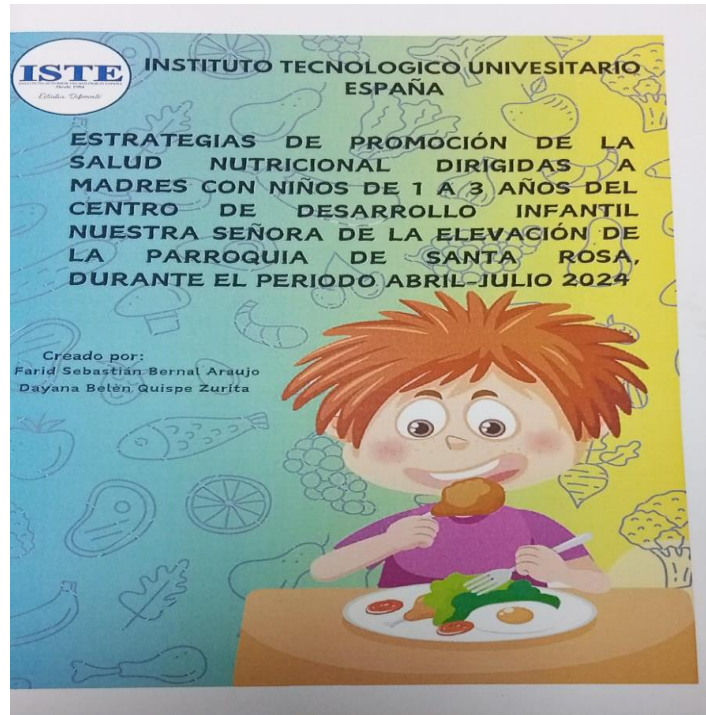 ISTE
Desde 1984
INSTITUTO TECNOLOGICO UNIVESITARIO
ESPAÑA
ESTRATEGIAS DE PROMOCIÓN DE LA
SALUD NUTRICIONAL DIRIGIDAS A
MADRES CON NIÑOS DE 1 A 3 AÑOS DEL
CENTRO DE DESARROLLO INFANTIL
NUESTRA SEÑORA DE LA ELEVACIÓN DE
LA PARROQUIA DE SANTA ROSA,
DURANTE EL PERIODO ABRIL-JULIO 2024
Creado por:
Farid Sebastián Bernal Araujo
Dayana Belén Quispe Zurita